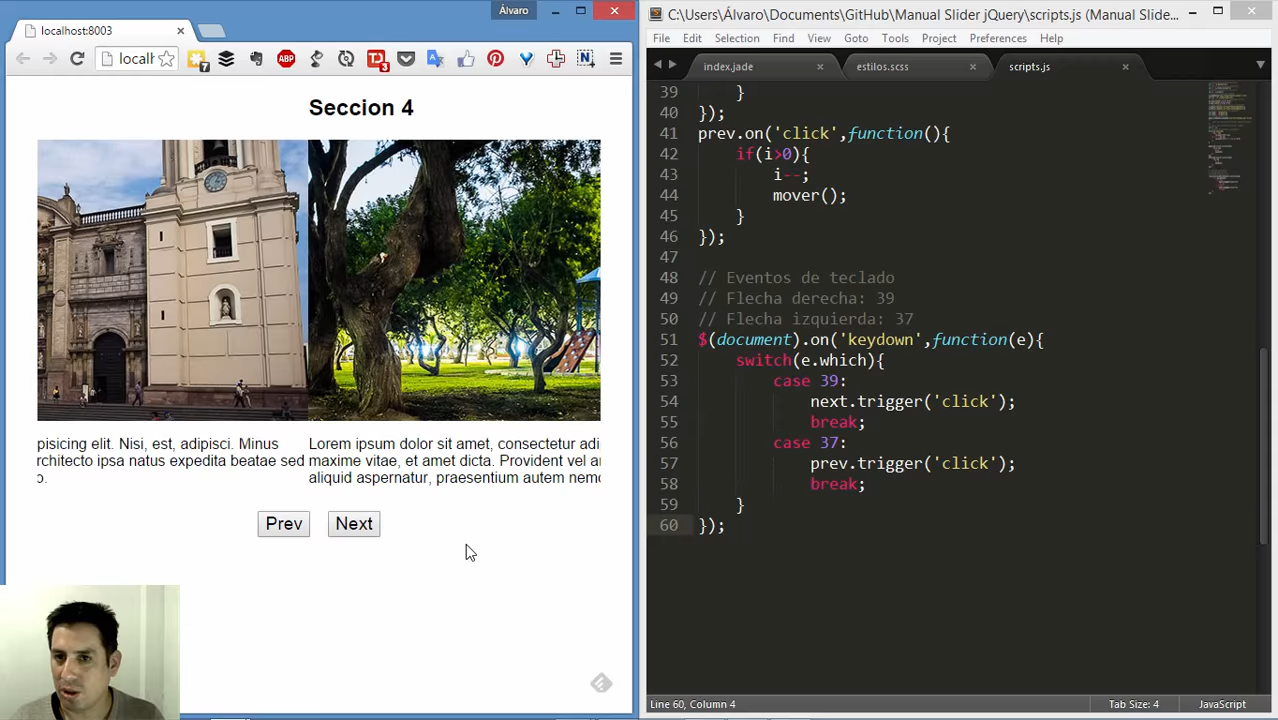 Álvaro
localhost:8003
localh
7
ABP
TD
3
N
Seccion 4
pisicing elit. Nisi, est, adipisci. Minus
rchitecto ipsa natus expedita beatae sed
o.
Lorem ipsum dolor sit amet, consectetur adi
maxime vitae, et amet dicta. Provident vel a
aliquid aspernatur, praesentium autem nemo
Prev
Next
C:\Users\Álvaro\Documents\GitHub\Manual Slider jQuery\scripts.js (Manual Slide...
File Edit Selection Find View Goto Tools Project Preferences Help
index.jade
estilos.scss
scripts.js
39 }
40 });
41 prev.on('click',function(){
42 if(i>0){
43 i--;
44 mover();
45 }
46 });
47
48 // Eventos de teclado
49 // Flecha derecha: 39
50 // Flecha izquierda: 37
51 $(document).on('keydown',function(e){
52 switch(e.which){
53 case 39:
54 next.trigger('click');
55 break;
56 case 37:
57 prev.trigger('click');
58 break;
59 }
60 });
Line 60, Column 4
Tab Size: 4
JavaScript